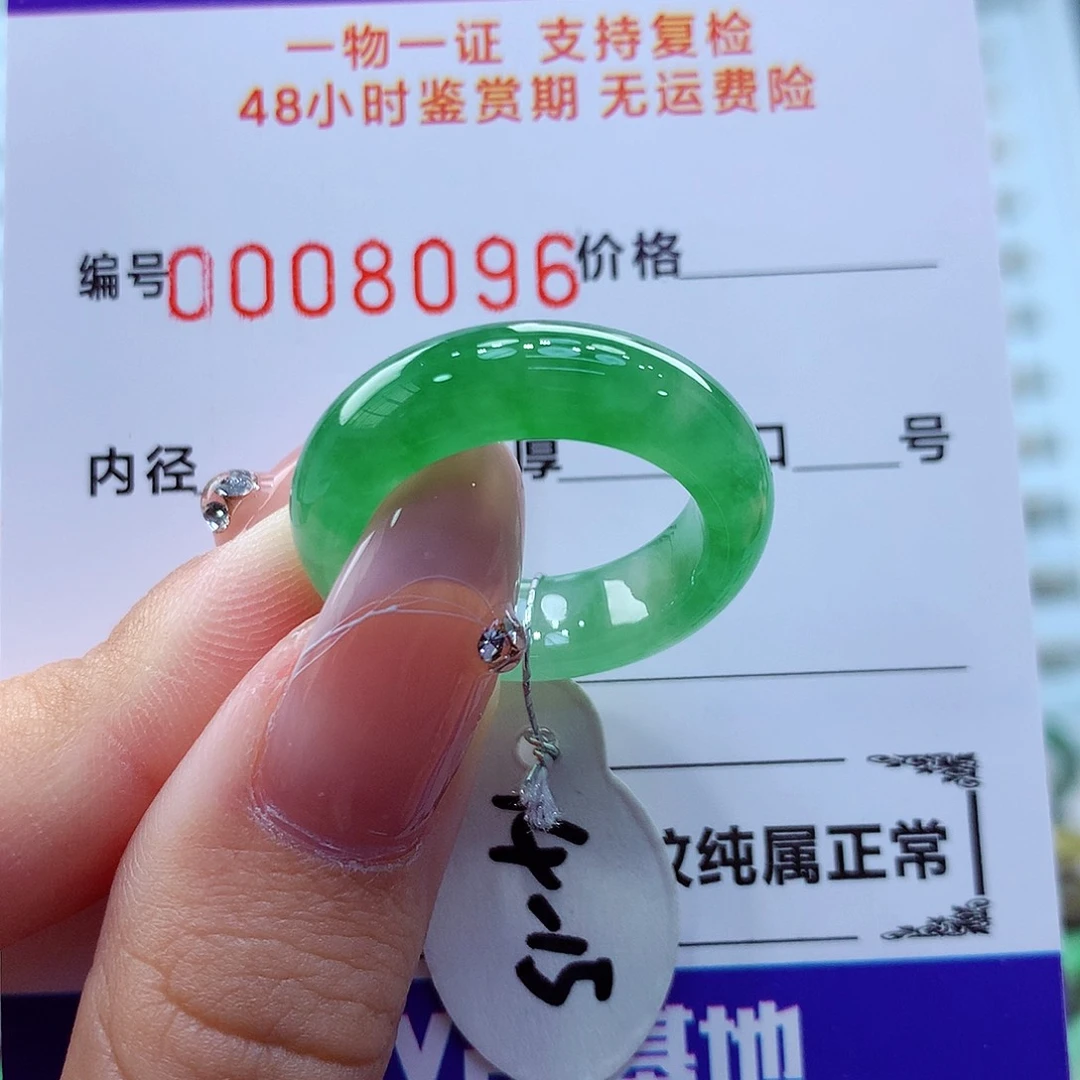 一物一证 支持复检
48小时鉴赏期 无运费险
编号0008096价格
内径 厚 口 号
纹纯属正常
基地